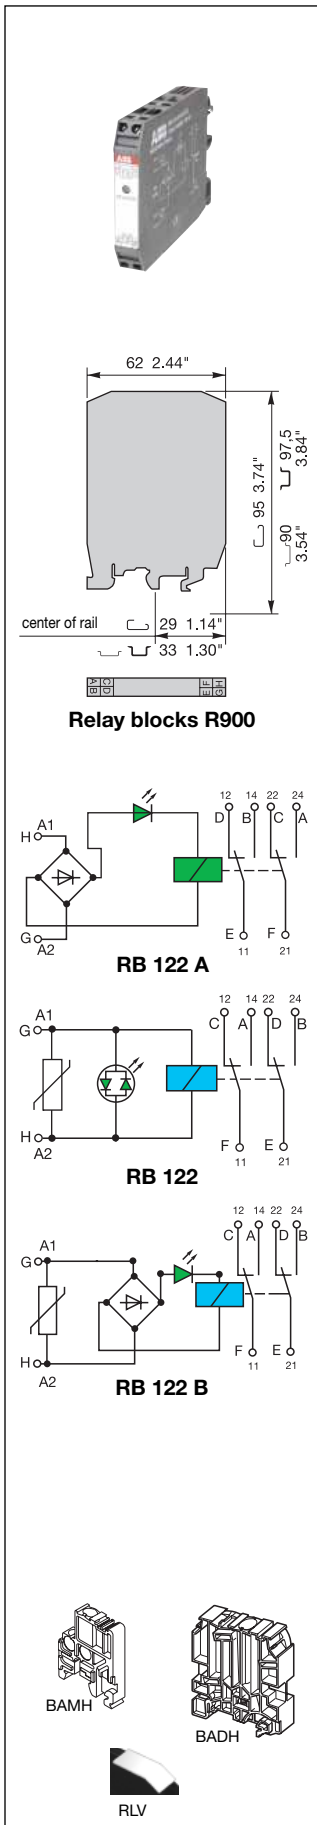 ABB
ABB
62 2.44"
95 3.74"
97,5
3.84"
90
3.54"
center of rail
29 1.14"
33 1.30"
A B
C D
E F
G H
Relay blocks R900
12 14 22 24
D B C A
H A1
G A2
E F
11 21
RB 122 A
12 14 22 24
C A D B
A1
G
H
A2
F E
11 21
RB 122
12 14 22 24
C A D B
A1
G
H
A2
F E
11 21
RB 122 B
BAMH
BADH
RLV